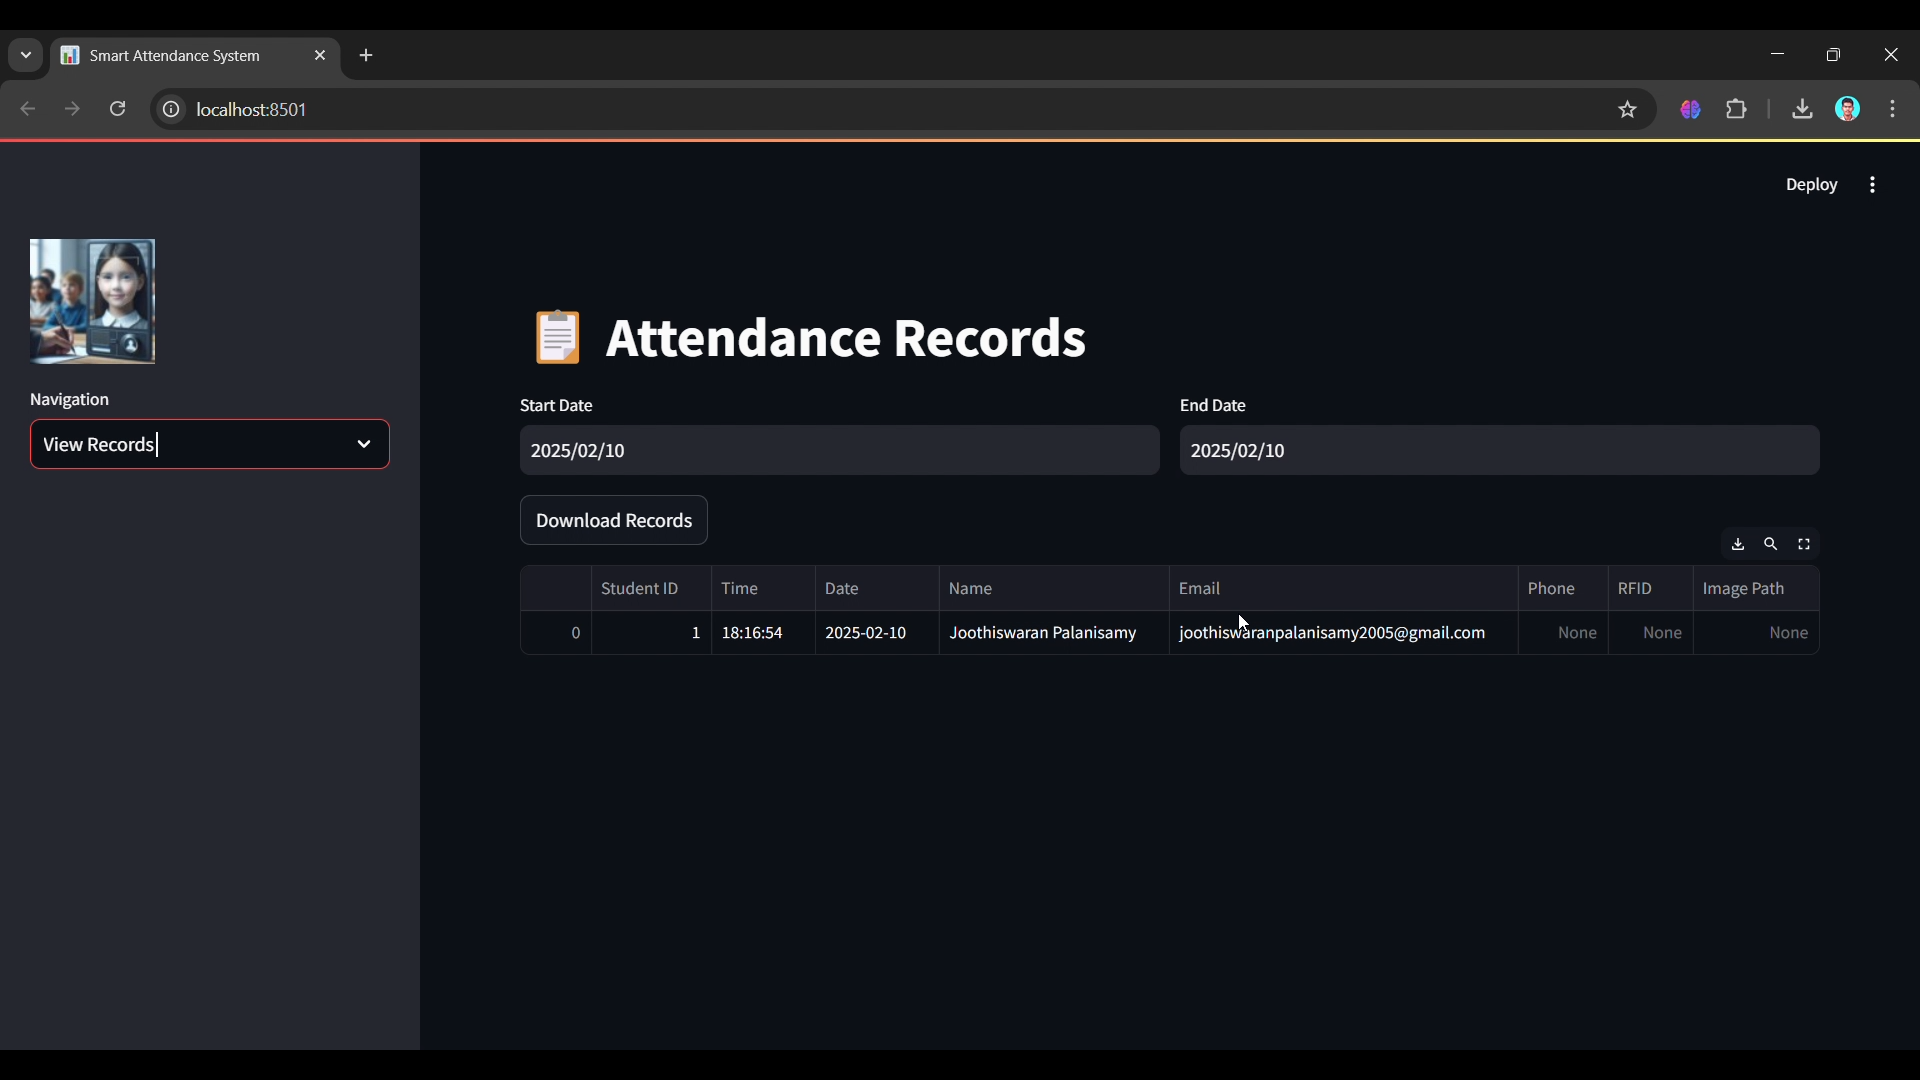 Smart Attendance System
localhost:8501
Deploy
Navigation
View Records
Attendance Records
Start Date
End Date
2025/02/10
2025/02/10
Download Records
Student ID Time Date Name Email Phone RFID Image Path
0 1 18:16:54 2025-02-10 Joothiswaran Palanisamy joothiswaranpalanisamy2005@gmail.com None None None